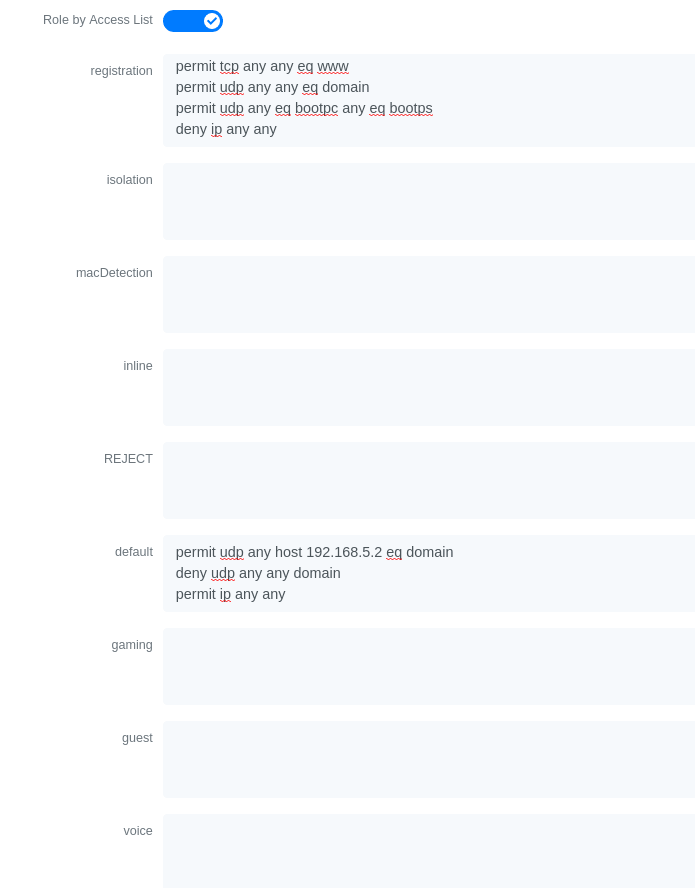 Role by Access List
registration
permit tcp any any eq www
permit udp any any eq domain
permit udp any eq bootpc any eq bootps
deny ip any any
isolation
macDetection
inline
REJECT
default
permit udp any host 192.168.5.2 eq domain
deny udp any any domain
permit ip any any
gaming
guest
voice